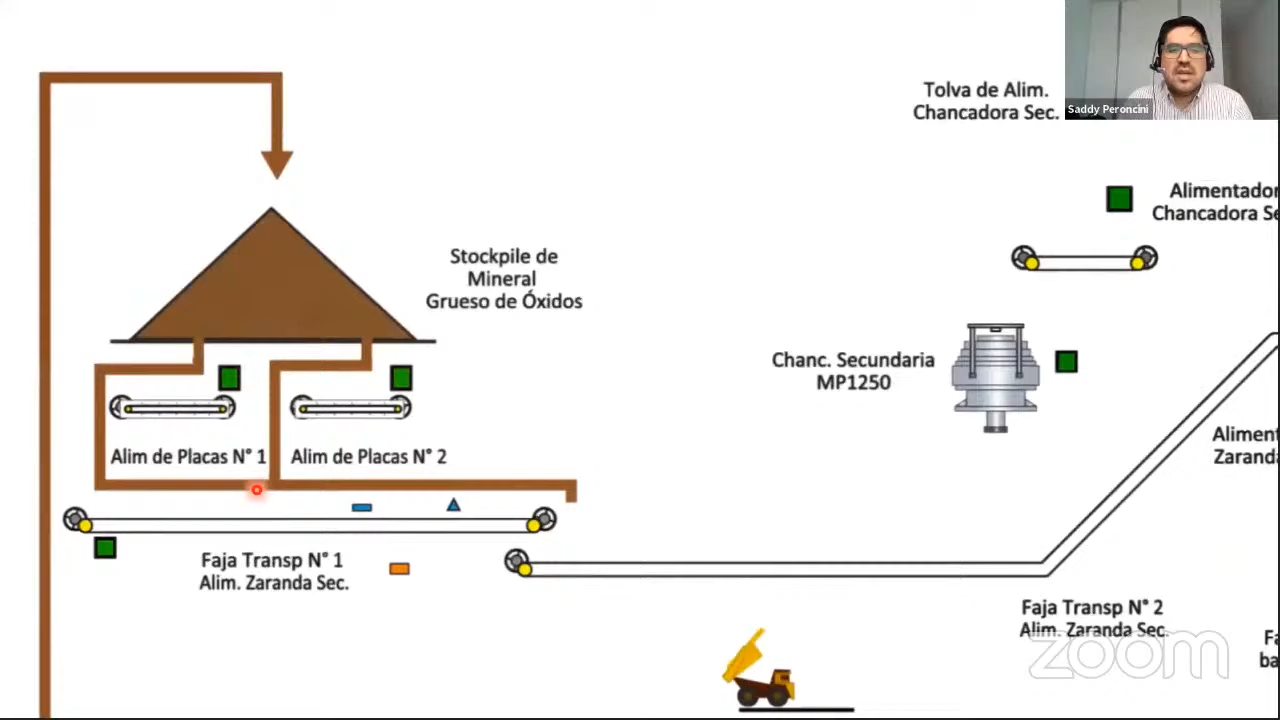 Tolva de Alim.
Chancadora Sec.
Saddy Peroncini
Alimentador
Chancadora Se
Stockpile de
Mineral
Grueso de Óxidos
Chanc. Secundaria
MP1250
Alim de Placas N° 1
Alim de Placas N° 2
Aliment
Zaranda
Faja Transp N° 1
Alim. Zaranda Sec.
Faja Transp N° 2
Alim. Zaranda Sec.
Fa
ba
zoom